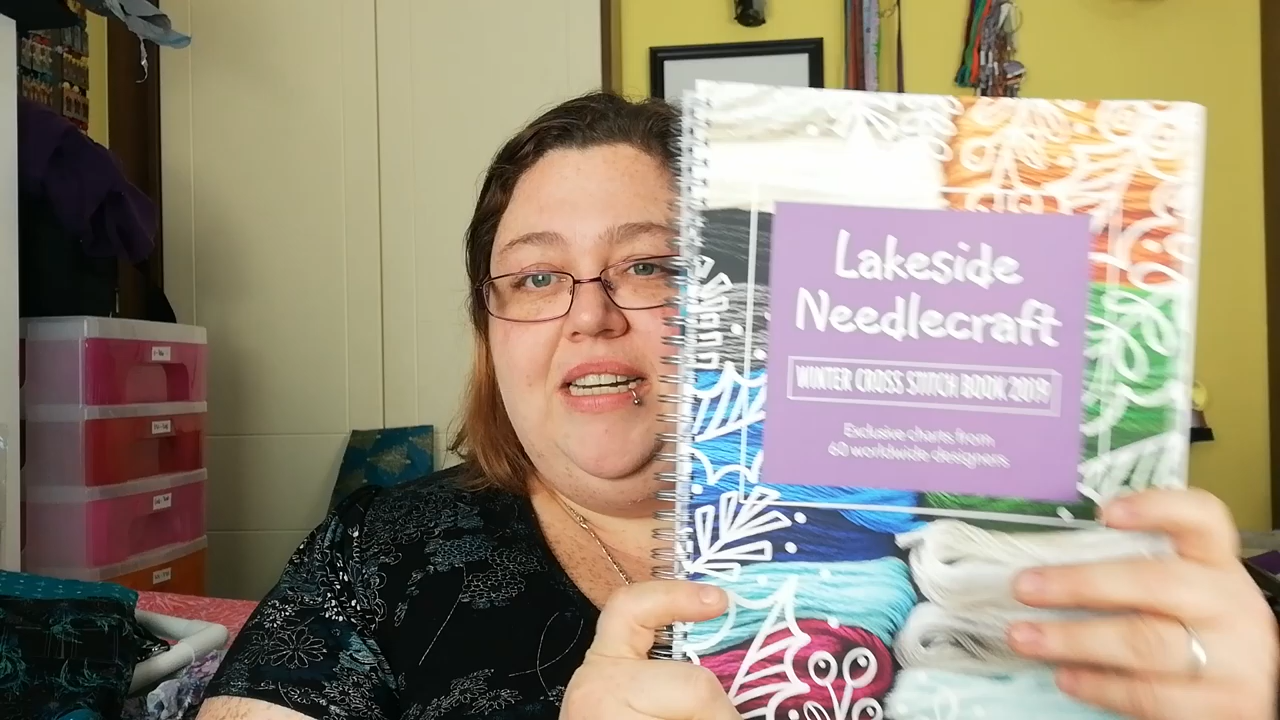 Lakeside
Needlecraft
WINTER CROSS STITCH BOOK 2019
Exclusive charts from
60 worldwide designers.